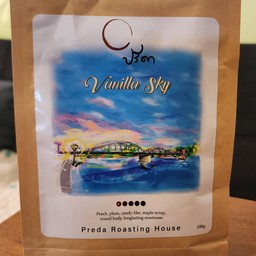 ปรีดา
Vanilla Sky
Peach, plum, candy-like, maple syrup,
round body, longlasting sweetness
Preda Roasting House